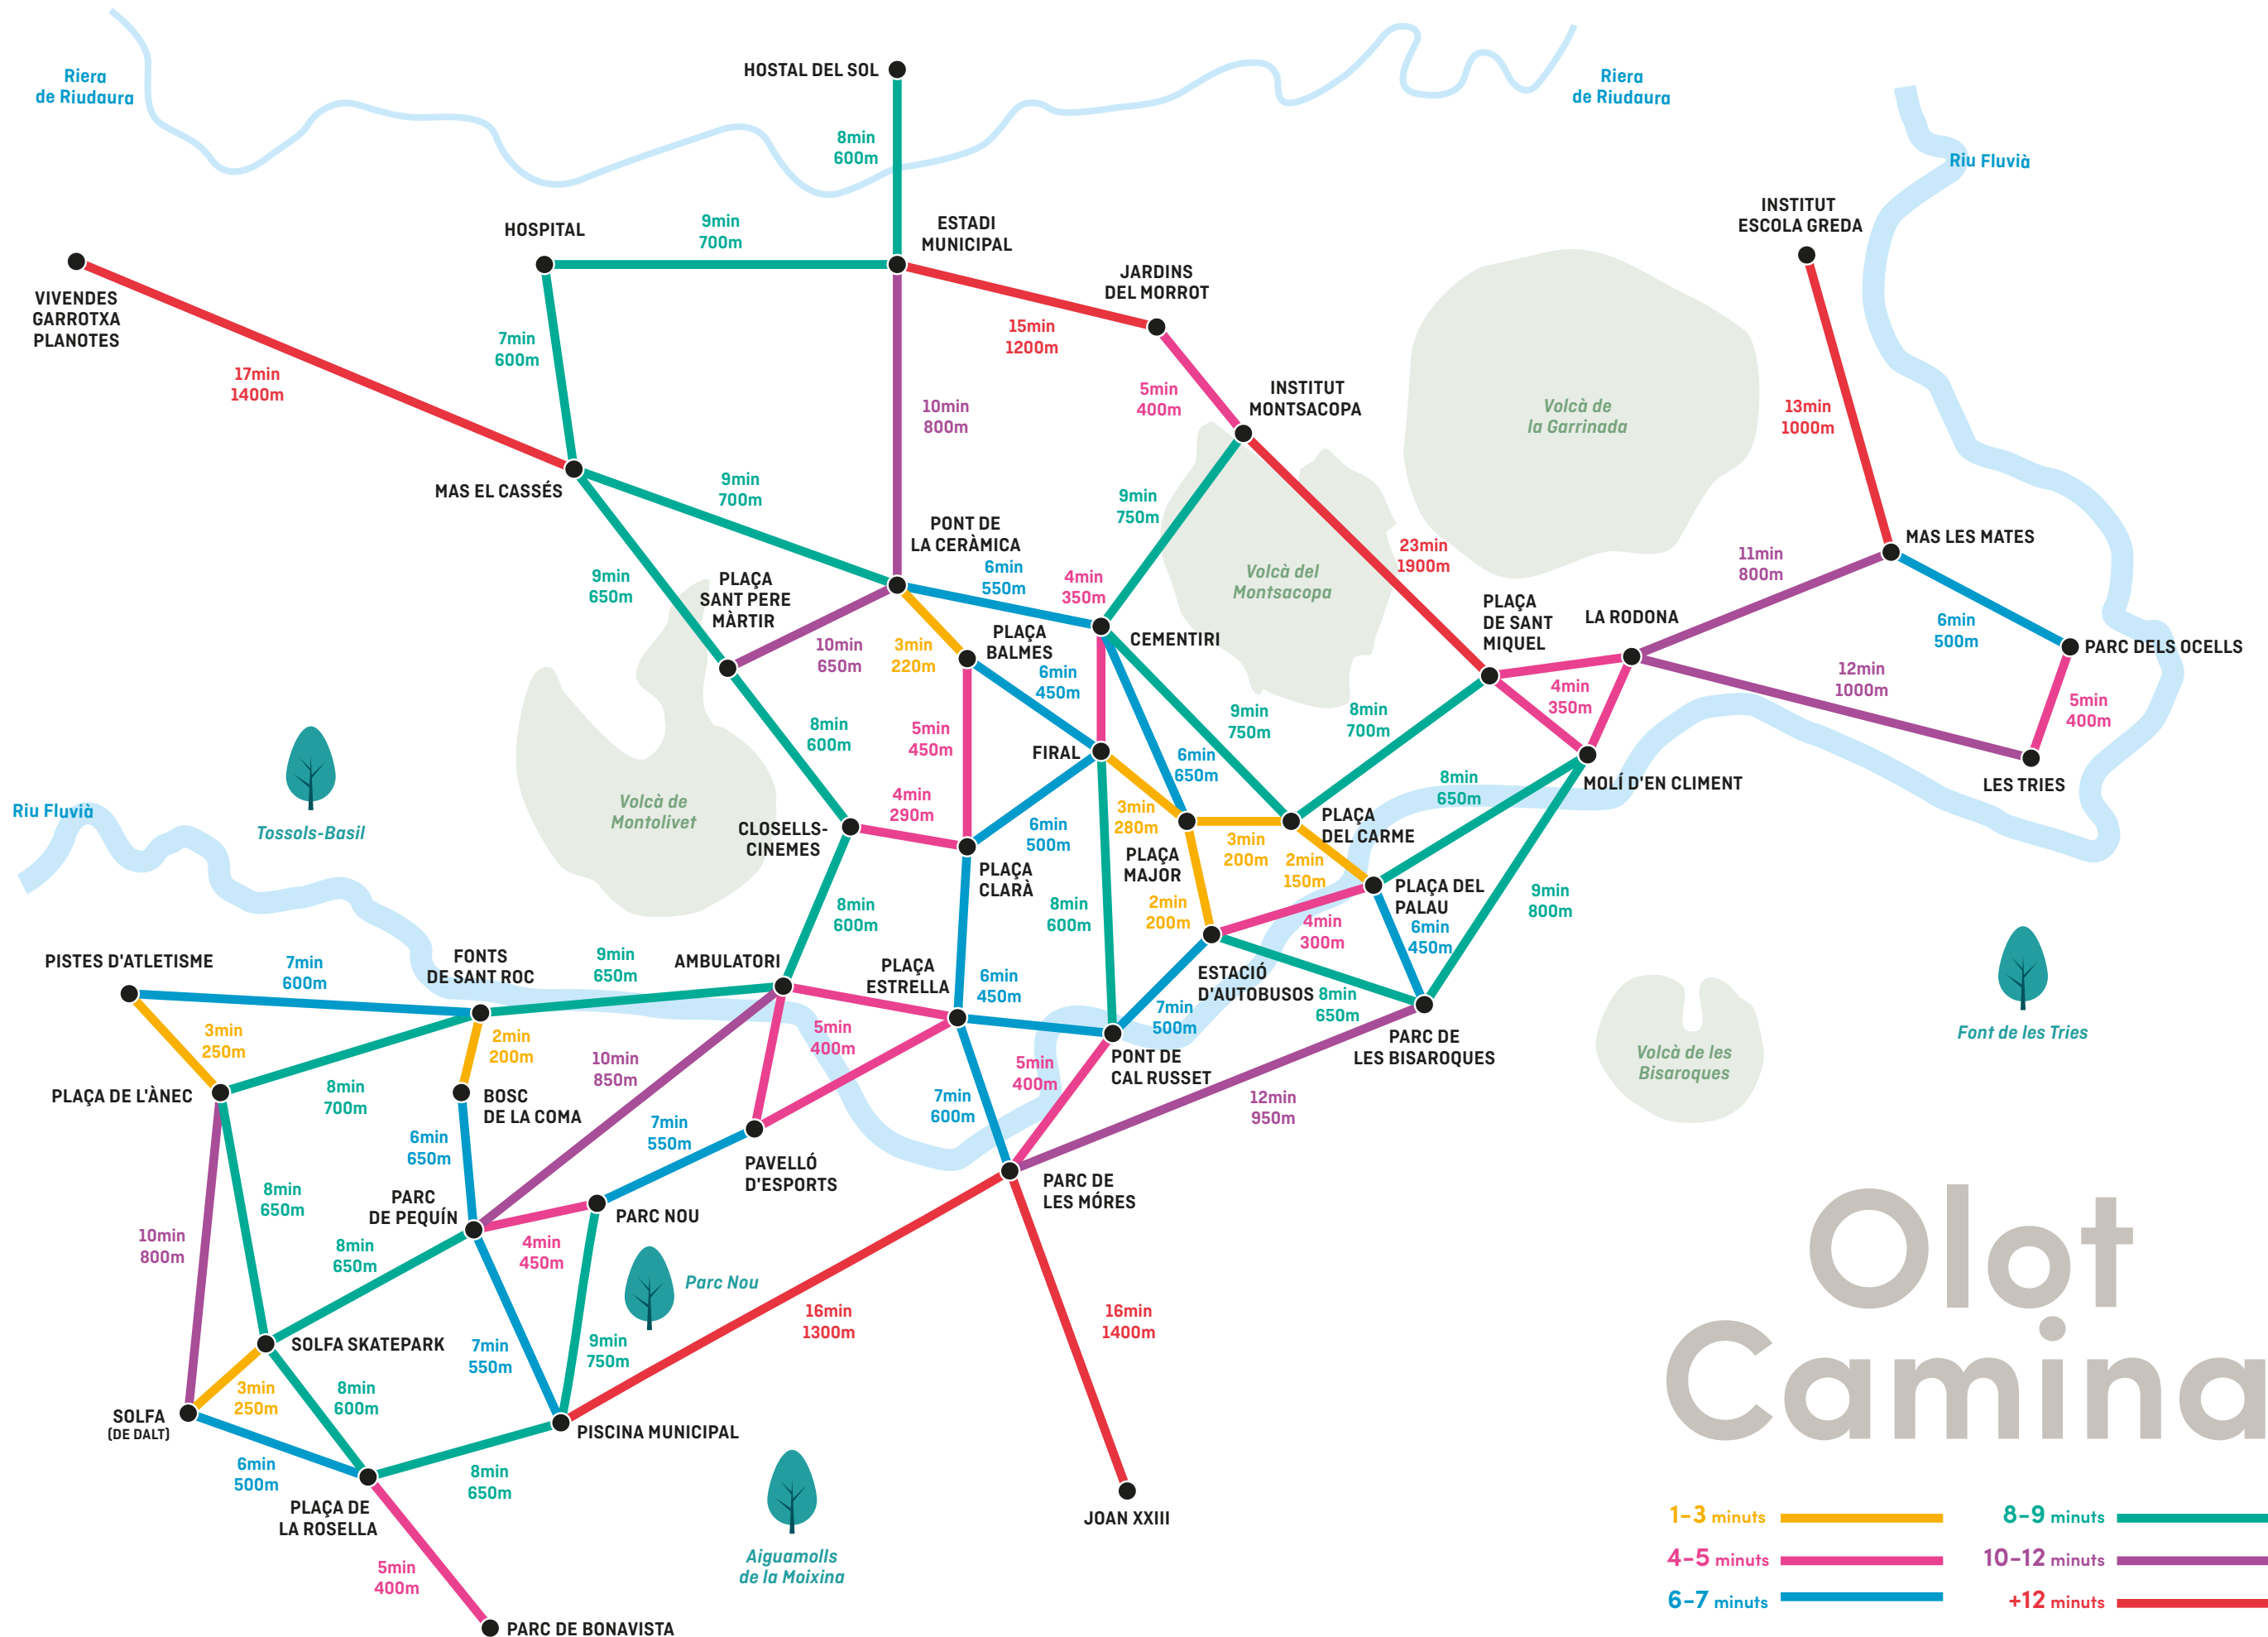 HOSTAL DEL SOL
Riera
de Riudaura
Riera
de Riudaura
8min
600m
Riu Fluvià
INSTITUT
ESCOLA GREDA
HOSPITAL
9min
700m
ESTADI
MUNICIPAL
JARDINS
DEL MORROT
VIVENDES
GARROTXA
PLANOTES
7min
600m
15min
1200m
17min
1400m
5min
400m
INSTITUT
MONTSACOPA
10min
800m
Volcà de
la Garrinada
13min
1000m
MAS EL CASSÉS
9min
700m
9min
750m
PONT DE
LA CERÀMICA
6min
550m
23min
1900m
MAS LES MATES
11min
800m
9min
650m
PLAÇA
SANT PERE
MÀRTIR
4min
350m
Volcà del
Montsacopa
PLAÇA
DE SANT
MIQUEL
LA RODONA
6min
500m
PARC DELS OCELLS
10min
650m
3min
220m
PLAÇA
BALMES
CEMENTIRI
6min
450m
12min
1000m
4min
350m
5min
400m
8min
600m
5min
450m
FIRAL
9min
750m
8min
700m
6min
650m
8min
650m
MOLÍ D'EN CLIMENT
LES TRIES
Tossols-Basil
Riu Fluvià
Volcà de
Montolivet
CLOSELLS-
CINEMES
4min
290m
6min
500m
3min
280m
3min
200m
PLAÇA
DEL CARME
PLAÇA
MAJOR
2min
150m
PLAÇA
CLARÀ
PLAÇA DEL
PALAU
8min
600m
8min
600m
2min
200m
4min
300m
6min
450m
9min
800m
PISTES D'ATLETISME
7min
600m
FONTS
DE SANT ROC
9min
650m
AMBULATORI
PLAÇA
ESTRELLA
6min
450m
ESTACIÓ
D'AUTOBUSOS
8min
650m
7min
500m
PARC DE
LES BISAROQUES
Font de les Tries
Volcà de les
Bisaroques
3min
250m
2min
200m
5min
400m
10min
850m
5min
400m
PONT DE
CAL RUSSET
PLAÇA DE L'ÀNEC
8min
700m
BOSC
DE LA COMA
7min
600m
12min
950m
6min
650m
7min
550m
PAVELLÓ
D'ESPORTS
8min
650m
PARC
DE PEQUÍN
PARC NOU
PARC DE
LES MÓRES
10min
800m
8min
650m
4min
450m
Parc Nou
16min
1300m
16min
1400m
Olot
Camina
SOLFA SKATEPARK
7min
550m
9min
750m
3min
250m
8min
600m
SOLFA
(DE DALT)
PISCINA MUNICIPAL
6min
500m
8min
650m
PLAÇA DE
LA ROSELLA
JOAN XXIII
Aiguamolls
de la Moixina
5min
400m
PARC DE BONAVISTA
1-3 minuts
8-9 minuts
4-5 minuts
10-12 minuts
6-7 minuts
+12 minuts